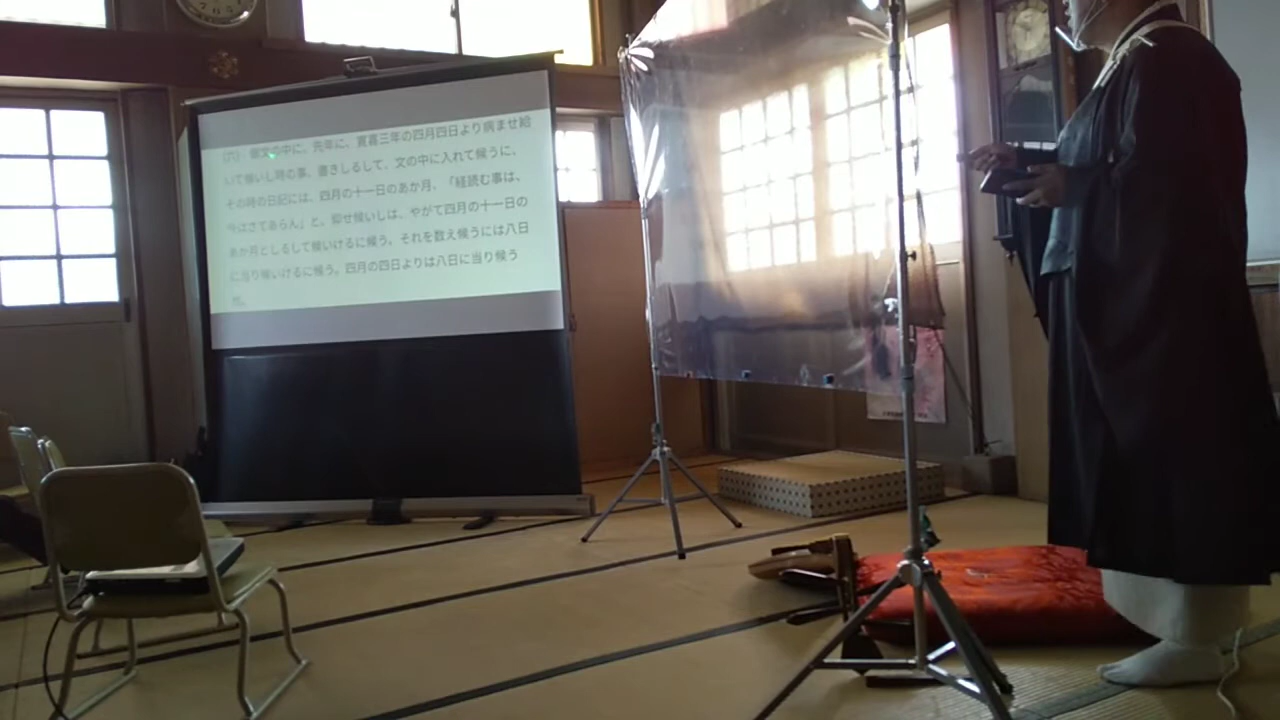 (六) 御文の中に、先年に、寛喜三年の四月四日より病ませ給
いて候いし時の事、書きしるして、文の中に入れて候うに、
その時の日記には、四月の十一日のあか月、「経読む事は、
今はさてあらん」と、仰せ候いしは、やがて四月の十一日の
あか月としるして候いけるに候う。それを数え候うには八日
に当り候いけるに候う。四月の四日よりは八日に当り候う
也。